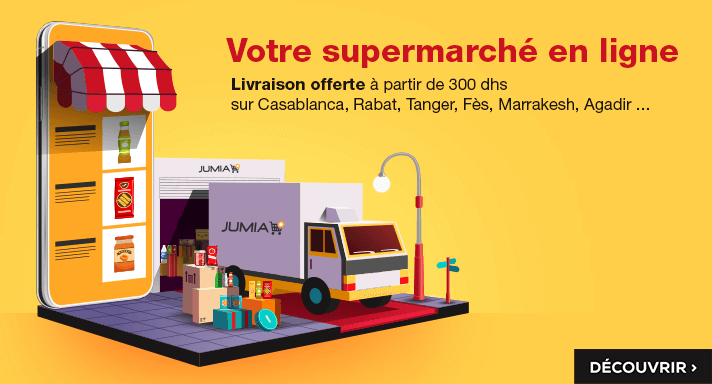 Votre supermarché en ligne
Livraison offerte à partir de 300 dhs
sur Casablanca, Rabat, Tanger, Fès, Marrakesh, Agadir ...
JUMIA
JUMIA
DÉCOUVRIR ›